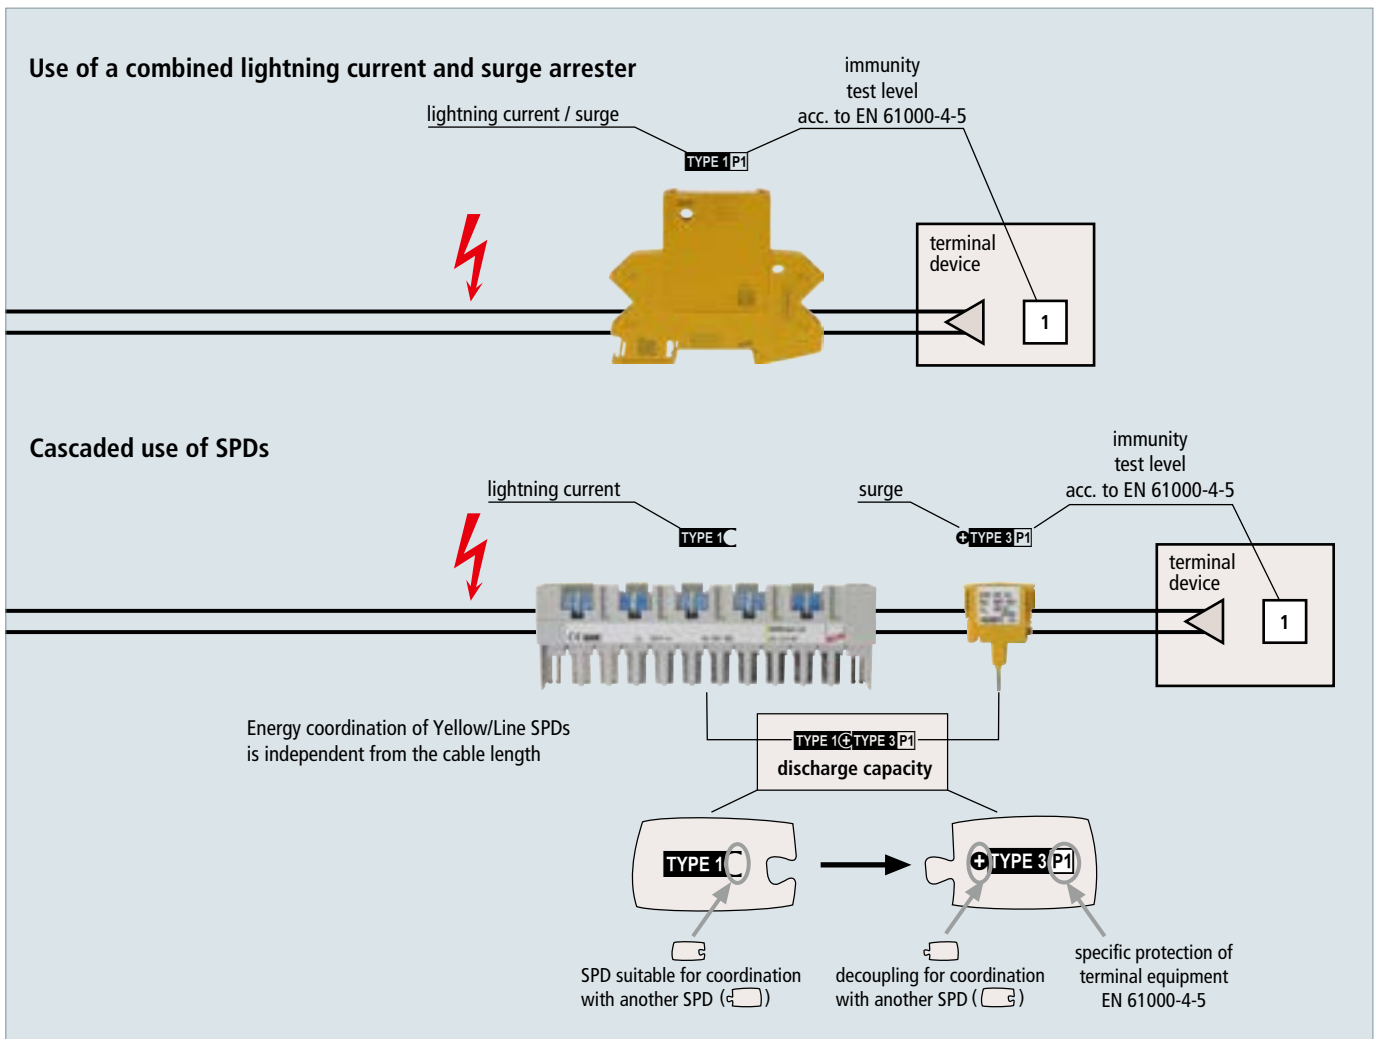 Use of a combined lightning current and surge arrester
immunity
test level
acc. to EN 61000-4-5
lightning current / surge
TYPE 1 P1
terminal
device
1
Cascaded use of SPDs
immunity
test level
acc. to EN 61000-4-5
lightning current
surge
TYPE 1
+TYPE 3 P1
terminal
device
1
Energy coordination of Yellow/Line SPDs
is independent from the cable length
TYPE 1+TYPE 3 P1
discharge capacity
TYPE 1
+TYPE 3 P1
SPD suitable for coordination
with another SPD ( )
decoupling for coordination
with another SPD ( )
specific protection of
terminal equipment
EN 61000-4-5